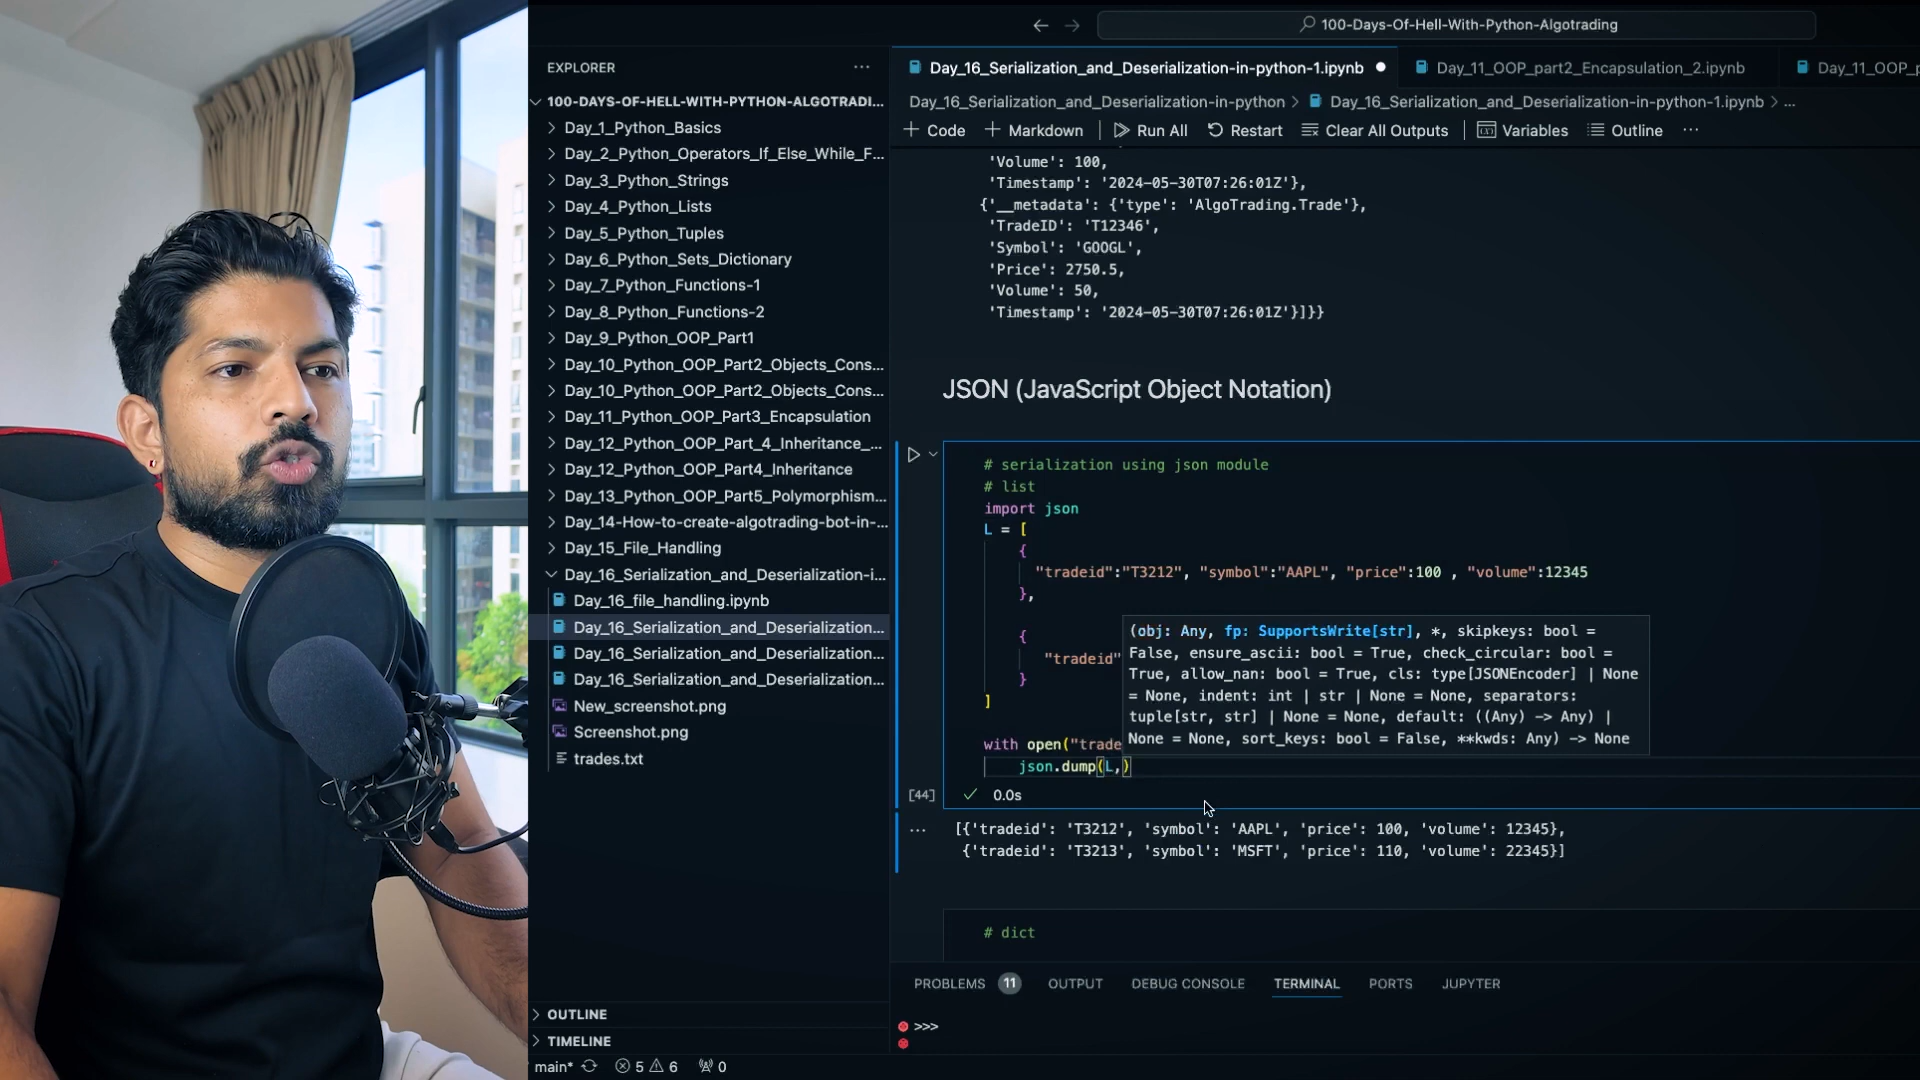 100-Days-Of-Hell-With-Python-Algotrading
EXPLORER
100-DAYS-OF-HELL-WITH-PYTHON-ALGOTRADI...
Day_1_Python_Basics
Day_2_Python_Operators_If_Else_While_F...
Day_3_Python_Strings
Day_4_Python_Lists
Day_5_Python_Tuples
Day_6_Python_Sets_Dictionary
Day_7_Python_Functions-1
Day_8_Python_Functions-2
Day_9_Python_OOP_Part1
Day_10_Python_OOP_Part2_Objects_Cons...
Day_10_Python_OOP_Part2_Objects_Cons...
Day_11_Python_OOP_Part3_Encapsulation
Day_12_Python_OOP_Part_4_Inheritance_...
Day_12_Python_OOP_Part4_Inheritance
Day_13_Python_OOP_Part5_Polymorphism...
Day_14-How-to-create-algotrading-bot-in-...
Day_15_File_Handling
Day_16_Serialization_and_Deserialization-i...
Day_16_file_handling.ipynb
Day_16_Serialization_and_Deserialization...
Day_16_Serialization_and_Deserialization...
Day_16_Serialization_and_Deserialization...
New_screenshot.png
Screenshot.png
trades.txt
OUTLINE
TIMELINE
main* 5 6 0
Day_16_Serialization_and_Deserialization-in-python-1.ipynb Day_11_OOP_part2_Encapsulation_2.ipynb Day_11_OOP_p
Day_16_Serialization_and_Deserialization-in-python > Day_16_Serialization_and_Deserialization-in-python-1.ipynb > ...
+ Code + Markdown Run All Restart Clear All Outputs Variables Outline ...
'Volume': 100,
'Timestamp': '2024-05-30T07:26:01Z'},
{'__metadata': {'type': 'AlgoTrading.Trade'},
'TradeID': 'T12346',
'Symbol': 'GOOGL',
'Price': 2750.5,
'Volume': 50,
'Timestamp': '2024-05-30T07:26:01Z'}]}}
JSON (JavaScript Object Notation)
# serialization using json module
# list
import json
L = [
{
"tradeid":"T3212", "symbol":"AAPL", "price":100 , "volume":12345
},
{
"tradeid"
}
]
with open("trade
json.dump(L,)
(obj: Any, fp: SupportsWrite[str], *, skipkeys: bool =
False, ensure_ascii: bool = True, check_circular: bool =
True, allow_nan: bool = True, cls: type[JSONEncoder] | None
= None, indent: int | str | None = None, separators:
tuple[str, str] | None = None, default: ((Any) -> Any) |
None = None, sort_keys: bool = False, **kwds: Any) -> None
[44] 0.0s
[{'tradeid': 'T3212', 'symbol': 'AAPL', 'price': 100, 'volume': 12345},
{'tradeid': 'T3213', 'symbol': 'MSFT', 'price': 110, 'volume': 22345}]
# dict
PROBLEMS 11 OUTPUT DEBUG CONSOLE TERMINAL PORTS JUPYTER
>>>